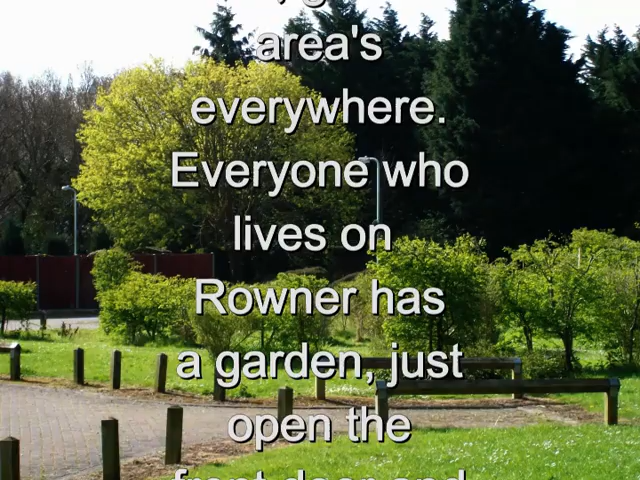 area's
everywhere.
Everyone who
lives on
Rowner has
a garden, just
open the
front door and